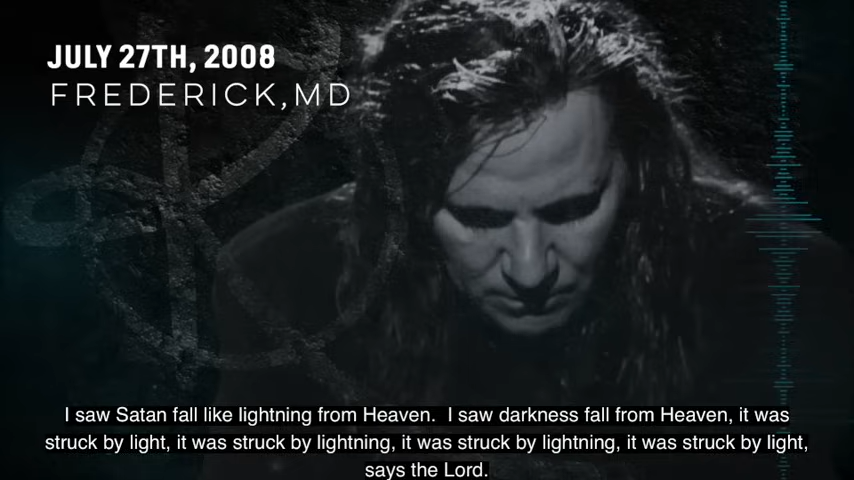 JULY 27TH, 2008
FREDERICK, MD
I saw Satan fall like lightning from Heaven.  I saw darkness fall from Heaven, it was
struck by light, it was struck by lightning, it was struck by lightning, it was struck by light,
says the Lord.